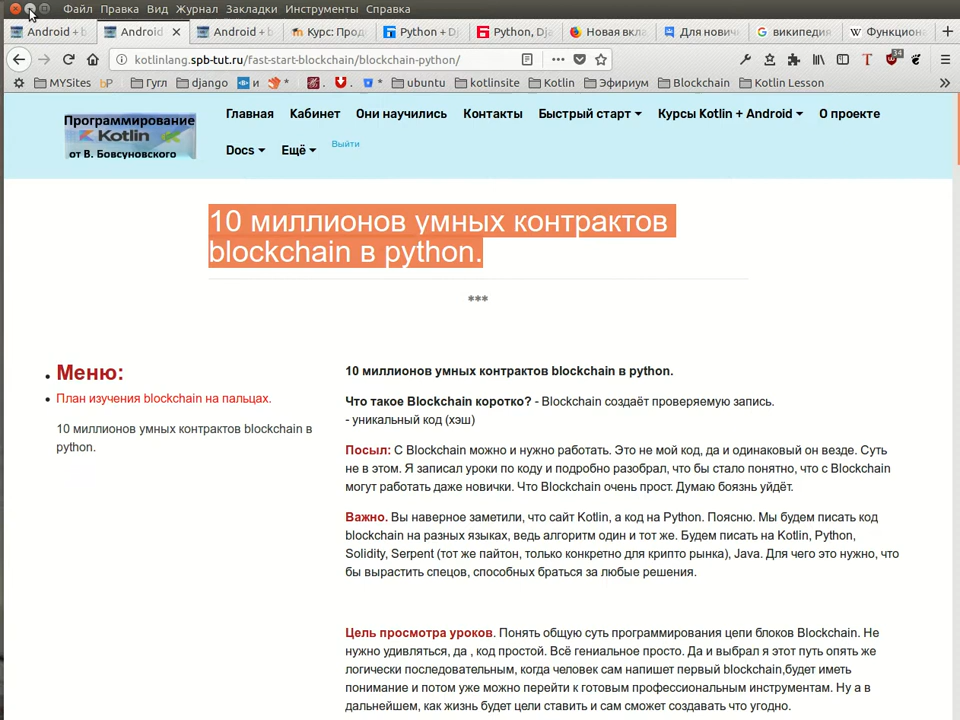 Файл Правка Вид Журнал Закладки Инструменты Справка
Android + b Android Android + b Курс: Прод Python + Dj Python, Dja Новая вкл Для нович википедия Функцион
kotlinlang.spb-tut.ru/fast-start-blockchain/blockchain-python/
34
MYSites bP Гугл django и ubuntu kotlinsite Kotlin Эфириум Blockchain Kotlin Lesson
Программирование
Kotlin
от В. Бовсуновского
Главная Кабинет Они научились Контакты Быстрый старт Курсы Kotlin + Android О проекте
Docs Ещё Выйти
10 миллионов умных контрактов
blockchain в python.
***
Меню:
План изучения blockchain на пальцах.
10 миллионов умных контрактов blockchain в
python.
10 миллионов умных контрактов blockchain в python.
Что такое Blockchain коротко? - Blockchain создаёт проверяемую запись.
- уникальный код (хэш)
Посыл: С Blockchain можно и нужно работать. Это не мой код, да и одинаковый он везде. Суть
не в этом. Я записал уроки по коду и подробно разобрал, что бы стало понятно, что с Blockchain
могут работать даже новички. Что Blockchain очень прост. Думаю боязнь уйдёт.
Важно. Вы наверное заметили, что сайт Kotlin, а код на Python. Поясню. Мы будем писать код
blockchain на разных языках, ведь алгоритм один и тот же. Будем писать на Kotlin, Python,
Solidity, Serpent (тот же пайтон, только конкретно для крипто рынка), Java. Для чего это нужно, что
бы вырастить спецов, способных браться за любые решения.
Цель просмотра уроков. Понять общую суть программирования цепи блоков Blockchain. Не
нужно удивляться, да , код простой. Всё гениальное просто. Да и выбрал я этот путь опять же
логически последовательным, когда человек сам напишет первый blockchain,будет иметь
понимание и потом уже можно перейти к готовым профессиональным инструментам. Ну а в
дальнейшем, как жизнь будет цели ставить и сам сможет создавать что угодно.